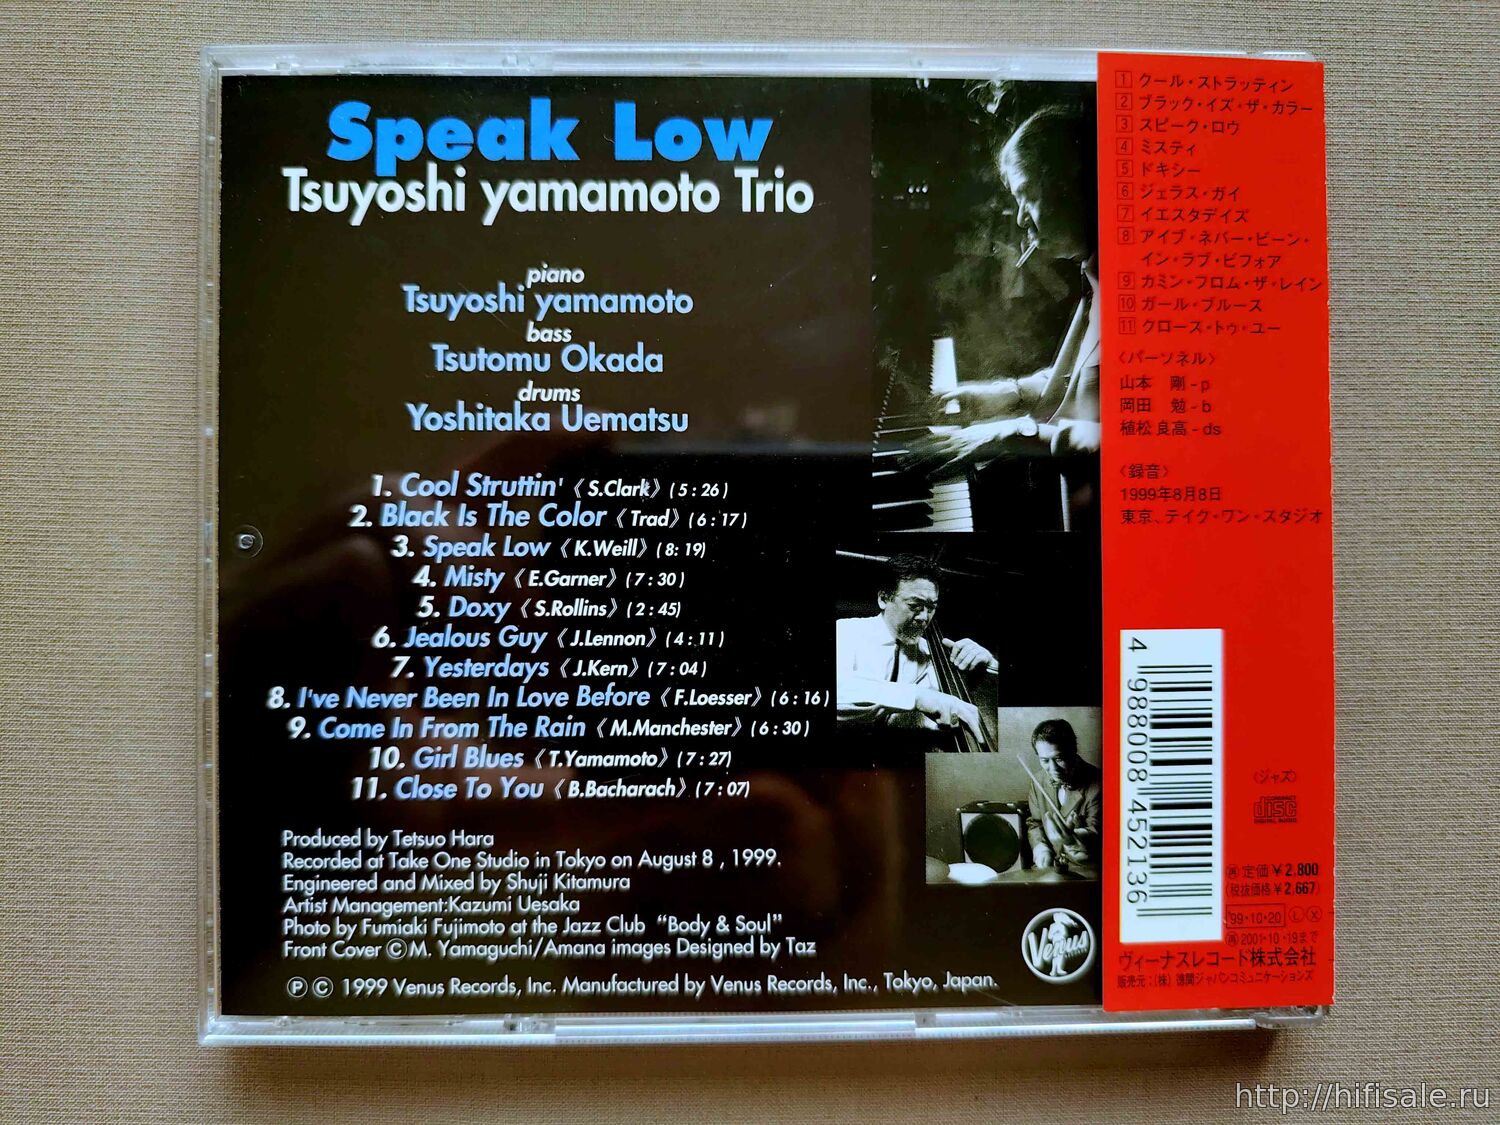 Speak Low
Tsuyoshi yamamoto Trio
piano
Tsuyoshi yamamoto
bass
Tsutomu Okada
drums
Yoshitaka Uematsu
1. Cool Struttin'《S.Clark》(5:26)
2. Black Is The Color《Trad》(6:17)
3. Speak Low《K.Weill》(8:19)
4. Misty《E.Garner》(7:30)
5. Doxy《S.Rollins》(2:45)
6. Jealous Guy《J.Lennon》(4:11)
7. Yesterdays《J.Kern》(7:04)
8. I've Never Been In Love Before《F.Loesser》(6:16)
9. Come In From The Rain《M.Manchester》(6:30)
10. Girl Blues《T.Yamamoto》(7:27)
11. Close To You《B.Bacharach》(7:07)
Produced by Tetsuo Hara
Recorded at Take One Studio in Tokyo on August 8, 1999.
Engineered and Mixed by Shuji Kitamura
Artist Management:Kazumi Uesaka
Photo by Fumiaki Fujimoto at the Jazz Club “Body & Soul”
Front Cover ©M. Yamaguchi/Amana images Designed by Taz
Ⓟ © 1999 Venus Records, Inc. Manufactured by Venus Records, Inc., Tokyo, Japan.
Venus
1 クール・ストラッティン
2 ブラック・イズ・ザ・カラー
3 スピーク・ロウ
4 ミスティ
5 ドキシー
6 ジェラス・ガイ
7 イエスタデイズ
8 アイブ・ネバー・ビーン・
イン・ラブ・ビフォア
9 カミン・フロム・ザ・レイン
10 ガール・ブルース
11 クローズ・トゥ・ユー
〈パーソネル〉
山本 剛-p
岡田 勉-b
植松良高-ds
〈録音〉
1999年8月8日
東京、テイク・ワン・スタジオ
4 988008 452136
〈ジャズ〉
COMPACT
disc
DIGITAL AUDIO
再 定価¥2,800
(税抜価格¥2,667)
'99・10・20 Ⓛ Ⓧ
再 2001・10・19まで
ヴィーナスレコード株式会社
販売元:(株)徳間ジャパンコミュニケーションズ
http://hifisale.ru